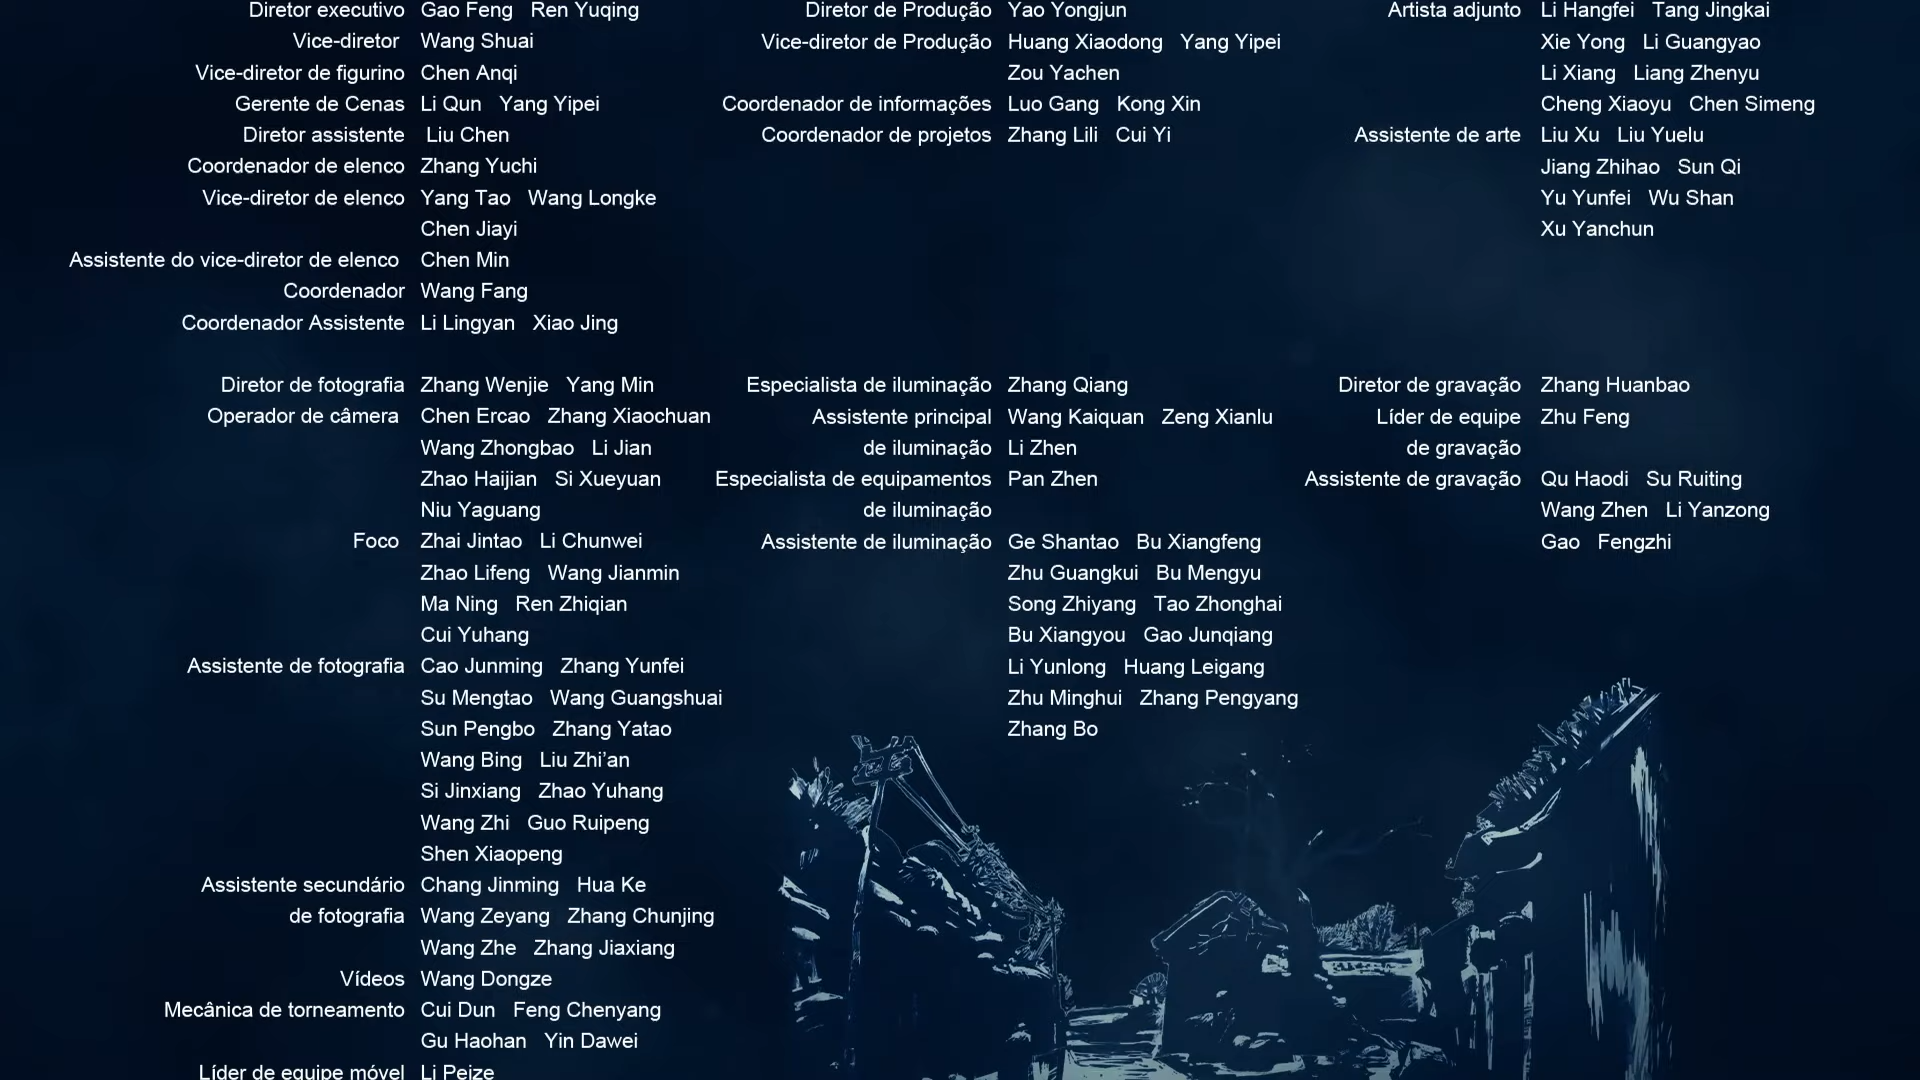 Diretor executivo Gao Feng Ren Yuqing
Vice-diretor Wang Shuai
Vice-diretor de figurino Chen Anqi
Gerente de Cenas Li Qun Yang Yipei
Diretor assistente Liu Chen
Coordenador de elenco Zhang Yuchi
Vice-diretor de elenco Yang Tao Wang Longke
Chen Jiayi
Assistente do vice-diretor de elenco Chen Min
Coordenador Wang Fang
Coordenador Assistente Li Lingyan Xiao Jing
Diretor de Produção Yao Yongjun
Vice-diretor de Produção Huang Xiaodong Yang Yipei
Zou Yachen
Coordenador de informações Luo Gang Kong Xin
Coordenador de projetos Zhang Lili Cui Yi
Artista adjunto Li Hangfei Tang Jingkai
Xie Yong Li Guangyao
Li Xiang Liang Zhenyu
Cheng Xiaoyu Chen Simeng
Assistente de arte Liu Xu Liu Yuelu
Jiang Zhihao Sun Qi
Yu Yunfei Wu Shan
Xu Yanchun
Diretor de fotografia Zhang Wenjie Yang Min
Operador de câmera Chen Ercao Zhang Xiaochuan
Wang Zhongbao Li Jian
Zhao Haijian Si Xueyuan
Niu Yaguang
Foco Zhai Jintao Li Chunwei
Zhao Lifeng Wang Jianmin
Ma Ning Ren Zhiqian
Cui Yuhang
Assistente de fotografia Cao Junming Zhang Yunfei
Su Mengtao Wang Guangshuai
Sun Pengbo Zhang Yatao
Wang Bing Liu Zhi’an
Si Jinxiang Zhao Yuhang
Wang Zhi Guo Ruipeng
Shen Xiaopeng
Assistente secundário Chang Jinming Hua Ke
de fotografia Wang Zeyang Zhang Chunjing
Wang Zhe Zhang Jiaxiang
Vídeos Wang Dongze
Mecânica de torneamento Cui Dun Feng Chenyang
Gu Haohan Yin Dawei
Líder de equipe móvel Li Peize
Especialista de iluminação Zhang Qiang
Assistente principal Wang Kaiquan Zeng Xianlu
de iluminação Li Zhen
Especialista de equipamentos Pan Zhen
de iluminação
Assistente de iluminação Ge Shantao Bu Xiangfeng
Zhu Guangkui Bu Mengyu
Song Zhiyang Tao Zhonghai
Bu Xiangyou Gao Junqiang
Li Yunlong Huang Leigang
Zhu Minghui Zhang Pengyang
Zhang Bo
Diretor de gravação Zhang Huanbao
Líder de equipe Zhu Feng
de gravação
Assistente de gravação Qu Haodi Su Ruiting
Wang Zhen Li Yanzong
Gao Fengzhi